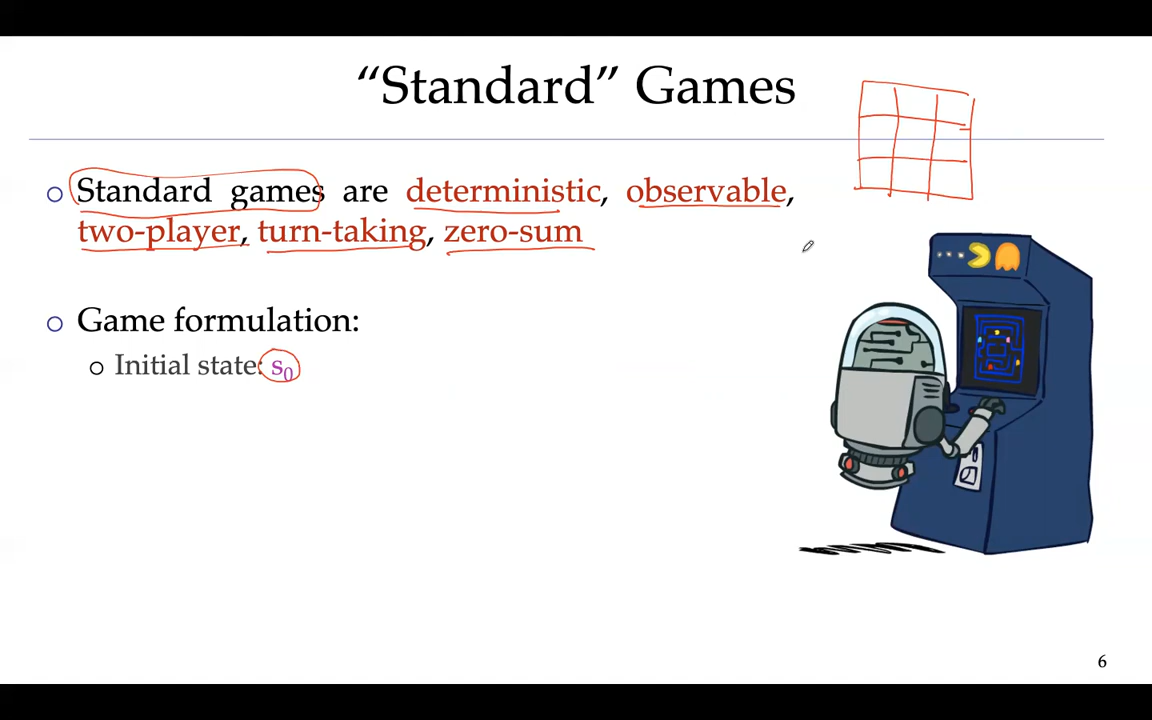 “Standard” Games
Standard games are deterministic, observable,
two-player, turn-taking, zero-sum
Game formulation:
Initial state: s₀
6